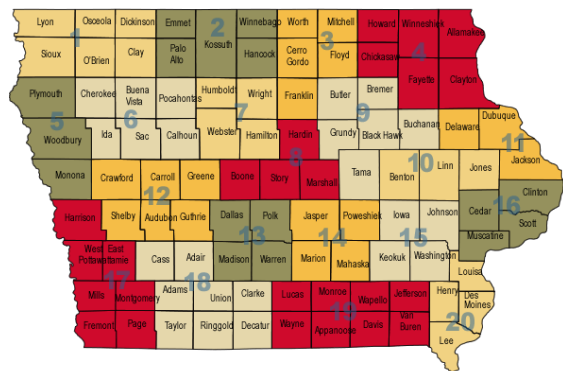 Lyon
Osceola
Dickinson
Emmet
Winnebago
Worth
Mitchell
Howard
Winneshiek
Allamakee
1
2
3
4
Sioux
O'Brien
Clay
Palo
Alto
Kossuth
Hancock
Cerro
Gordo
Floyd
Chickasaw
Fayette
Clayton
Plymouth
Cherokee
Buena
Vista
Pocahontas
Humboldt
Wright
Franklin
Butler
Bremer
5
6
7
9
Woodbury
Ida
Sac
Calhoun
Webster
Hamilton
Hardin
Grundy
Black Hawk
Buchanan
Delaware
Dubuque
11
8
10
Jackson
Monona
Crawford
Carroll
Greene
Boone
Story
Marshall
Tama
Benton
Linn
Jones
Clinton
12
16
Harrison
Shelby
Audubon
Guthrie
Dallas
Polk
Jasper
Poweshiek
Iowa
Johnson
Cedar
Scott
Muscatine
13
14
15
West
Pottawattamie
East
Cass
Adair
Madison
Warren
Marion
Mahaska
Keokuk
Washington
Louisa
17
18
Mills
Montgomery
Adams
Union
Clarke
Lucas
Monroe
Wapello
Jefferson
Henry
Des
Moines
19
20
Fremont
Page
Taylor
Ringgold
Decatur
Wayne
Appanoose
Davis
Van
Buren
Lee